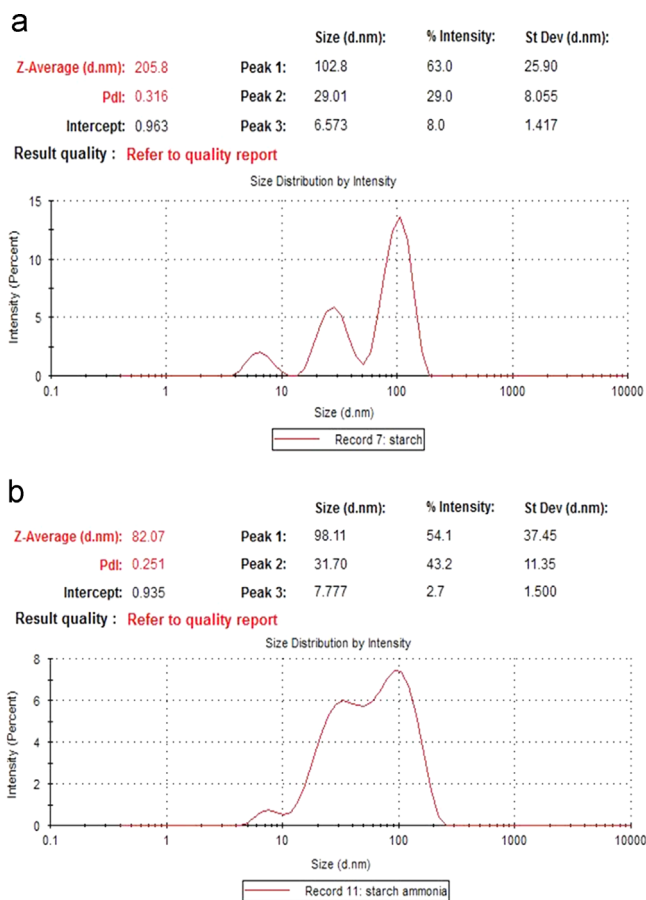 a
Size (d.nm): % Intensity: St Dev (d.nm):
Z-Average (d.nm): 205.8 Peak 1: 102.8 63.0 25.90
PdI: 0.316 Peak 2: 29.01 29.0 8.055
Intercept: 0.963 Peak 3: 6.573 8.0 1.417
Result quality : Refer to quality report
Size Distribution by Intensity
Intensity (Percent)
15
10
5
0
0.1 1 10 100 1000 10000
Size (d.nm)
Record 7: starch
b
Size (d.nm): % Intensity: St Dev (d.nm):
Z-Average (d.nm): 82.07 Peak 1: 98.11 54.1 37.45
PdI: 0.251 Peak 2: 31.70 43.2 11.35
Intercept: 0.935 Peak 3: 7.777 2.7 1.500
Result quality : Refer to quality report
Size Distribution by Intensity
Intensity (Percent)
8
6
4
2
0
0.1 1 10 100 1000 10000
Size (d.nm)
Record 11: starch ammonia